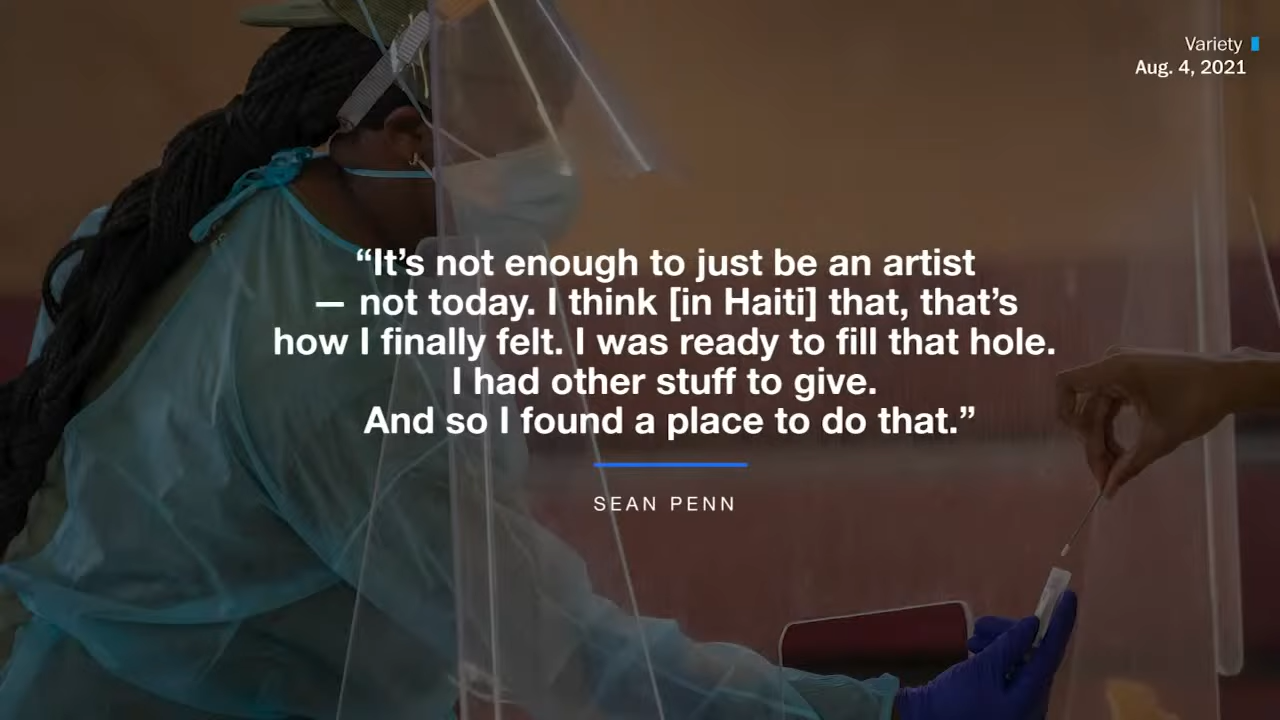 Variety
Aug. 4, 2021
“It’s not enough to just be an artist
— not today. I think [in Haiti] that, that’s
how I finally felt. I was ready to fill that hole.
I had other stuff to give.
And so I found a place to do that.”
SEAN PENN